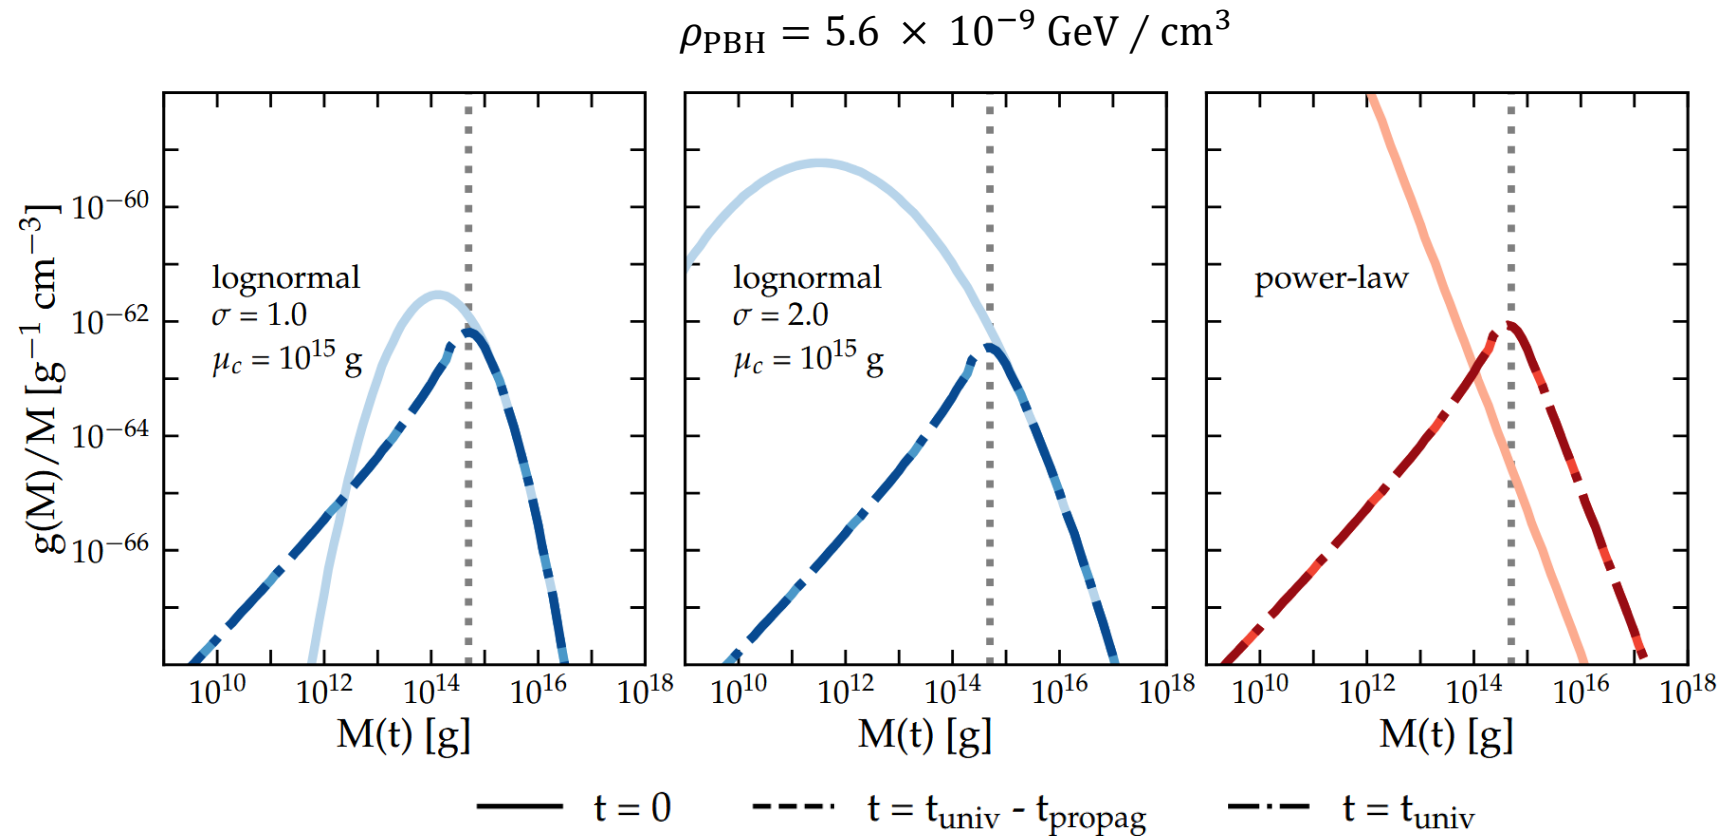 ρPBH = 5.6 × 10⁻⁹ GeV / cm³
g(M)/M [g⁻¹ cm⁻³]
10⁻⁶⁰
10⁻⁶²
10⁻⁶⁴
10⁻⁶⁶
lognormal
σ = 1.0
μc = 10¹⁵ g
lognormal
σ = 2.0
μc = 10¹⁵ g
power-law
10¹⁰ 10¹² 10¹⁴ 10¹⁶ 10¹⁸
10¹⁰ 10¹² 10¹⁴ 10¹⁶ 10¹⁸
10¹⁰ 10¹² 10¹⁴ 10¹⁶ 10¹⁸
M(t) [g]
M(t) [g]
M(t) [g]
t = 0
t = tuniv - tpropag
t = tuniv